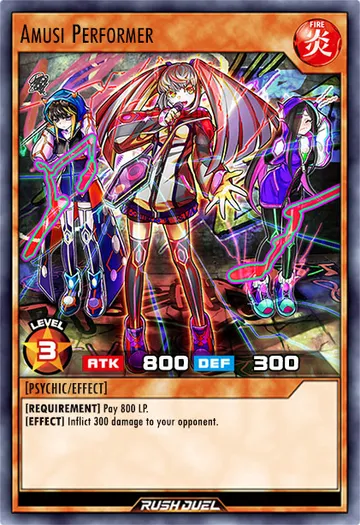 AMUSI PERFORMER
FIRE
炎
LEVEL
3
ATK 800 DEF 300
[PSYCHIC/EFFECT]
[REQUIREMENT] Pay 800 LP.
[EFFECT] Inflict 300 damage to your opponent.
RUSH DUEL